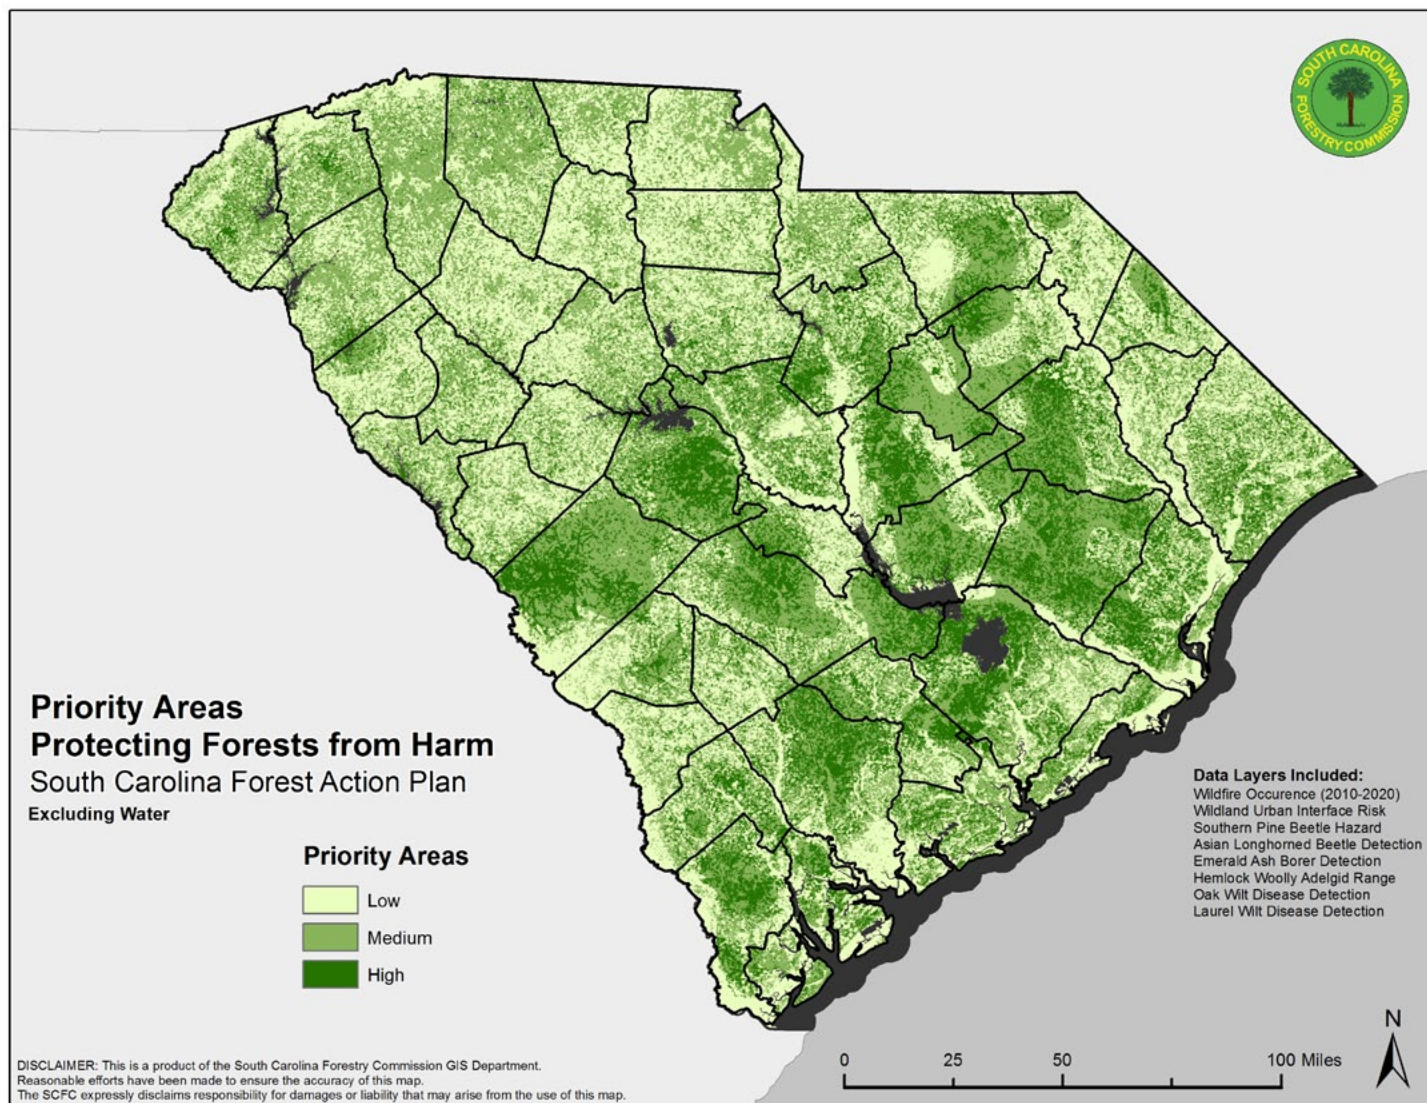 SOUTH CAROLINA
FORESTRY COMMISSION
Priority Areas
Protecting Forests from Harm
South Carolina Forest Action Plan
Excluding Water
Priority Areas
Low
Medium
High
Data Layers Included:
Wildfire Occurence (2010-2020)
Wildland Urban Interface Risk
Southern Pine Beetle Hazard
Asian Longhorned Beetle Detection
Emerald Ash Borer Detection
Hemlock Woolly Adelgid Range
Oak Wilt Disease Detection
Laurel Wilt Disease Detection
N
0 25 50 100 Miles
DISCLAIMER: This is a product of the South Carolina Forestry Commission GIS Department.
Reasonable efforts have been made to ensure the accuracy of this map.
The SCFC expressly disclaims responsibility for damages or liability that may arise from the use of this map.